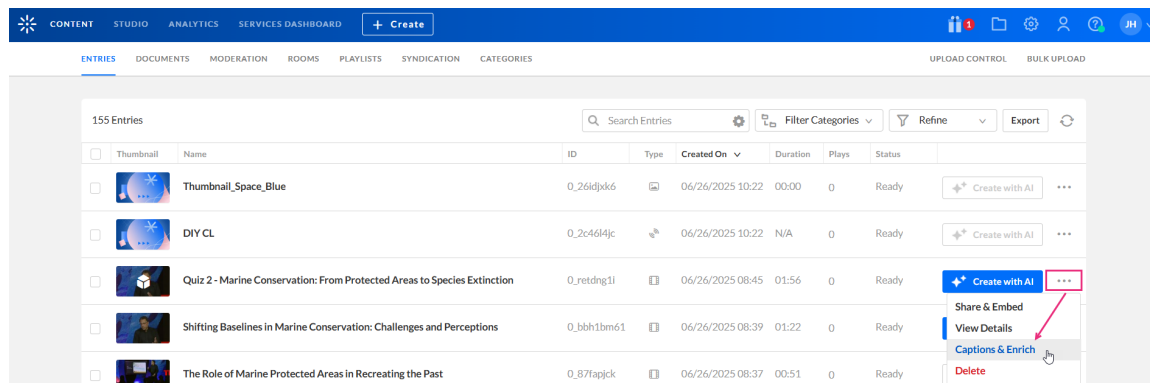 CONTENT STUDIO ANALYTICS SERVICES DASHBOARD + Create 1 JH
ENTRIES DOCUMENTS MODERATION ROOMS PLAYLISTS SYNDICATION CATEGORIES UPLOAD CONTROL BULK UPLOAD
155 Entries Search Entries Filter Categories Refine Export
Thumbnail Name ID Type Created On Duration Plays Status
Thumbnail_Space_Blue 0_26idjxk6 06/26/2025 10:22 00:00 0 Ready Create with AI
DIY CL 0_2c46l4jc 06/26/2025 10:22 N/A 0 Ready Create with AI
Quiz 2 - Marine Conservation: From Protected Areas to Species Extinction 0_retdng1i 06/26/2025 08:45 01:56 0 Ready Create with AI
Share & Embed
Shifting Baselines in Marine Conservation: Challenges and Perceptions 0_bbh1bm61 06/26/2025 08:39 01:22 0 Ready View Details
Captions & Enrich
The Role of Marine Protected Areas in Recreating the Past 0_87fapjck 06/26/2025 08:37 00:51 0 Ready Delete